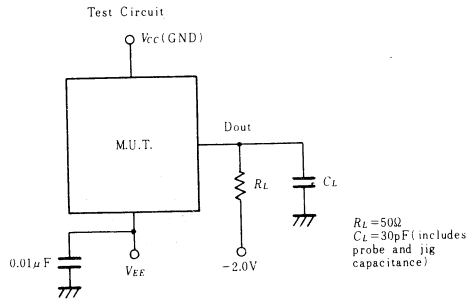 Test Circuit
Vcc(GND)
M.U.T.
Dout
RL
CL
0.01μF
VEE
-2.0V
RL=50Ω
CL=30pF(includes
probe and jig
capacitance)